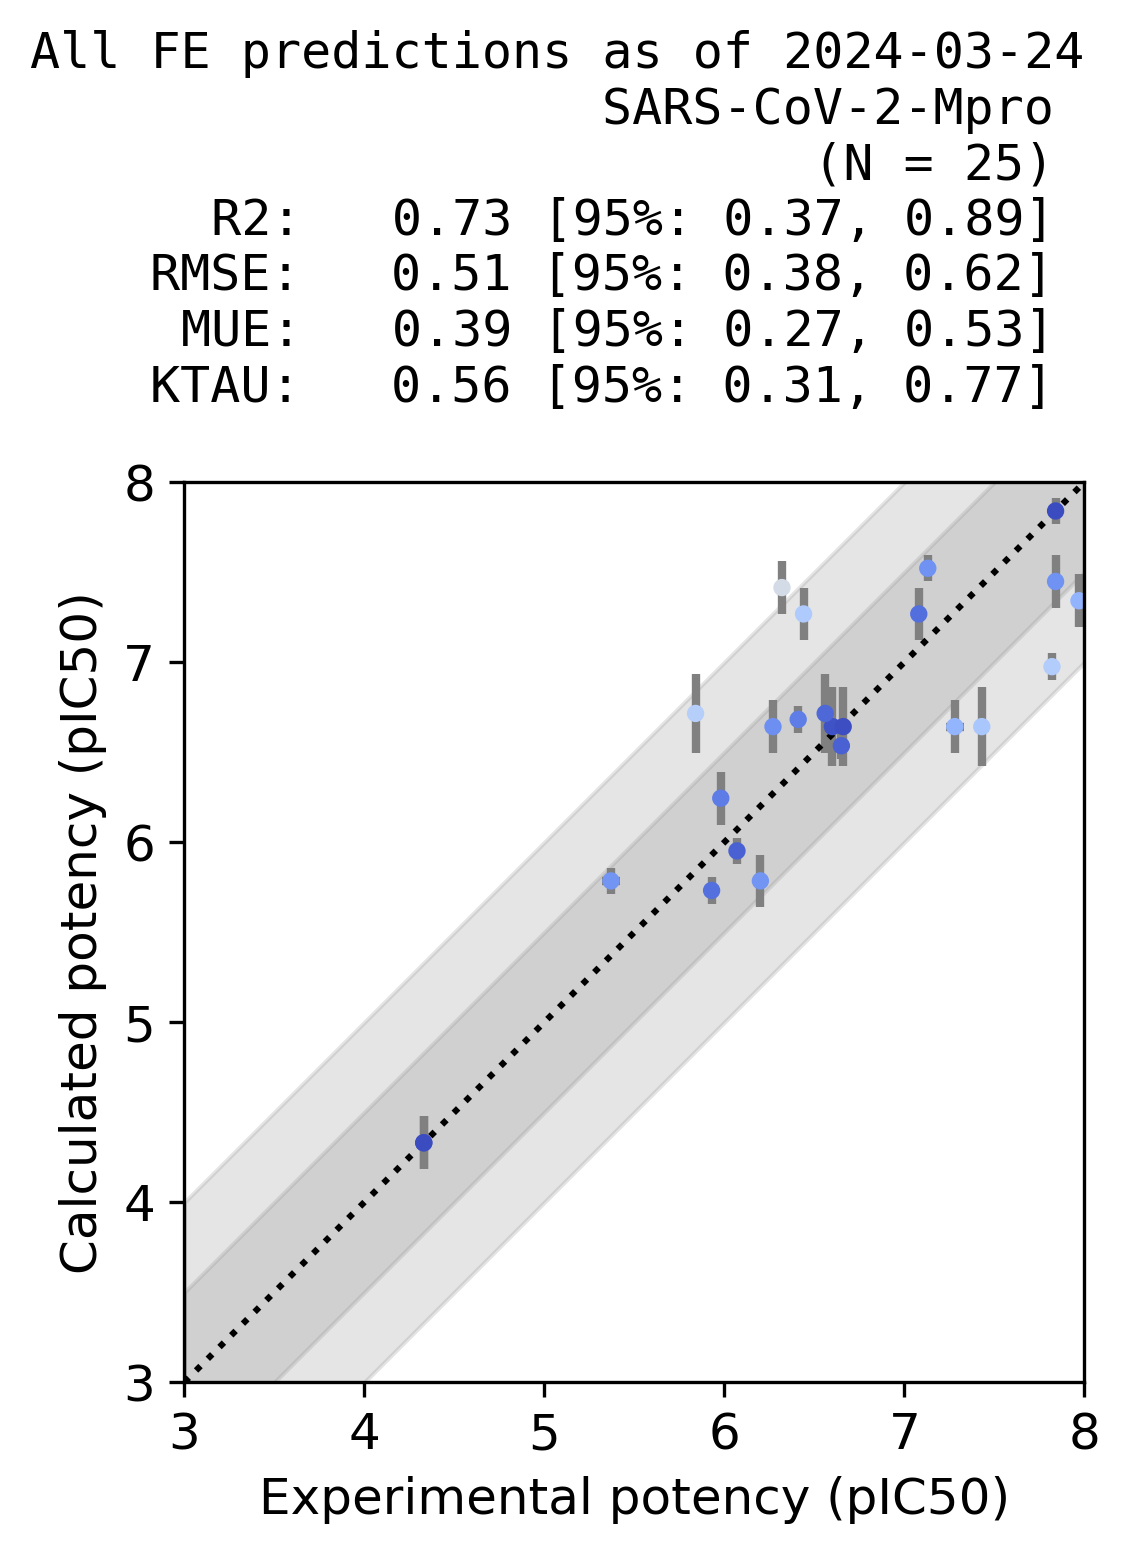 All FE predictions as of 2024-03-24
SARS-CoV-2-Mpro
(N = 25)
R2: 0.73 [95%: 0.37, 0.89]
RMSE: 0.51 [95%: 0.38, 0.62]
MUE: 0.39 [95%: 0.27, 0.53]
KTAU: 0.56 [95%: 0.31, 0.77]
8
7
6
5
4
3
Calculated potency (pIC50)
3 4 5 6 7 8
Experimental potency (pIC50)